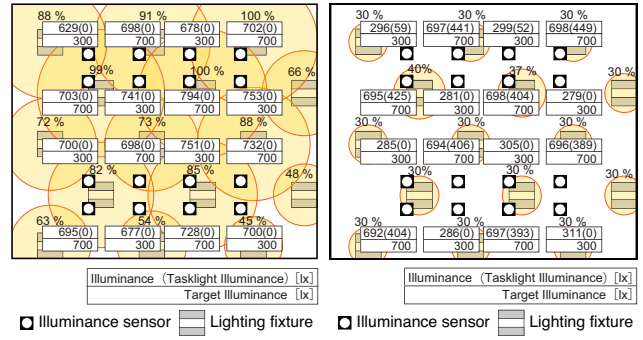 88 % 91 % 100 %
629(0) 698(0) 678(0) 702(0)
300 700 300 700
99% 100 % 66 %
703(0) 741(0) 794(0) 753(0)
700 300 700 300
72 % 73 % 88 %
700(0) 698(0) 751(0) 732(0)
300 700 300 700
82 % 85 % 48 %
63 % 54 % 45 %
695(0) 677(0) 728(0) 700(0)
700 300 700 300
Illuminance (Tasklight Illuminance) [lx]
Target Illuminance [lx]
Illuminance sensor Lighting fixture
30 % 30 % 30 %
296(59) 697(441) 299(52) 698(449)
300 700 300 700
40% 37 % 30 %
695(425) 281(0) 698(404) 279(0)
700 300 700 300
30% 30 % 30 %
285(0) 694(406) 305(0) 696(389)
300 700 300 700
30% 30% 30 %
30 % 30 % 30 %
692(404) 286(0) 697(393) 311(0)
700 300 700 300
Illuminance (Tasklight Illuminance) [lx]
Target Illuminance [lx]
Illuminance sensor Lighting fixture